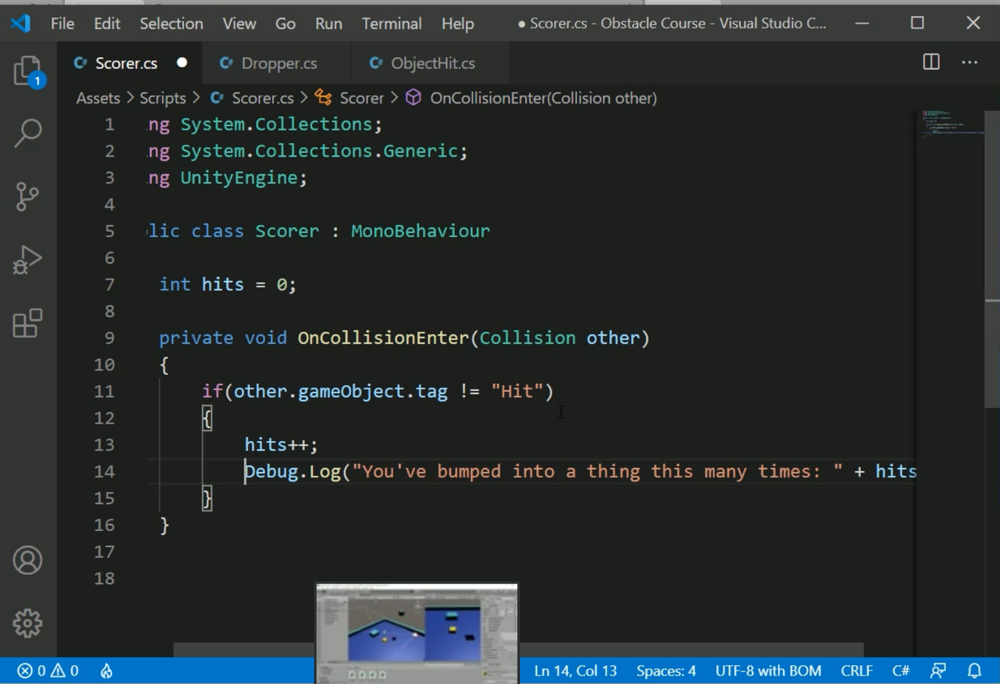 File Edit Selection View Go Run Terminal Help ● Scorer.cs - Obstacle Course - Visual Studio C...
C# Scorer.cs ● C# Dropper.cs C# ObjectHit.cs
1
Assets > Scripts > C# Scorer.cs > Scorer > OnCollisionEnter(Collision other)
1 ng System.Collections;
2 ng System.Collections.Generic;
3 ng UnityEngine;
4
5 lic class Scorer : MonoBehaviour
6
7 int hits = 0;
8
9 private void OnCollisionEnter(Collision other)
10 {
11 if(other.gameObject.tag != "Hit")
12 {
13 hits++;
14 Debug.Log("You've bumped into a thing this many times: " + hits
15 }
16 }
17
18
0 0 Ln 14, Col 13 Spaces: 4 UTF-8 with BOM CRLF C#